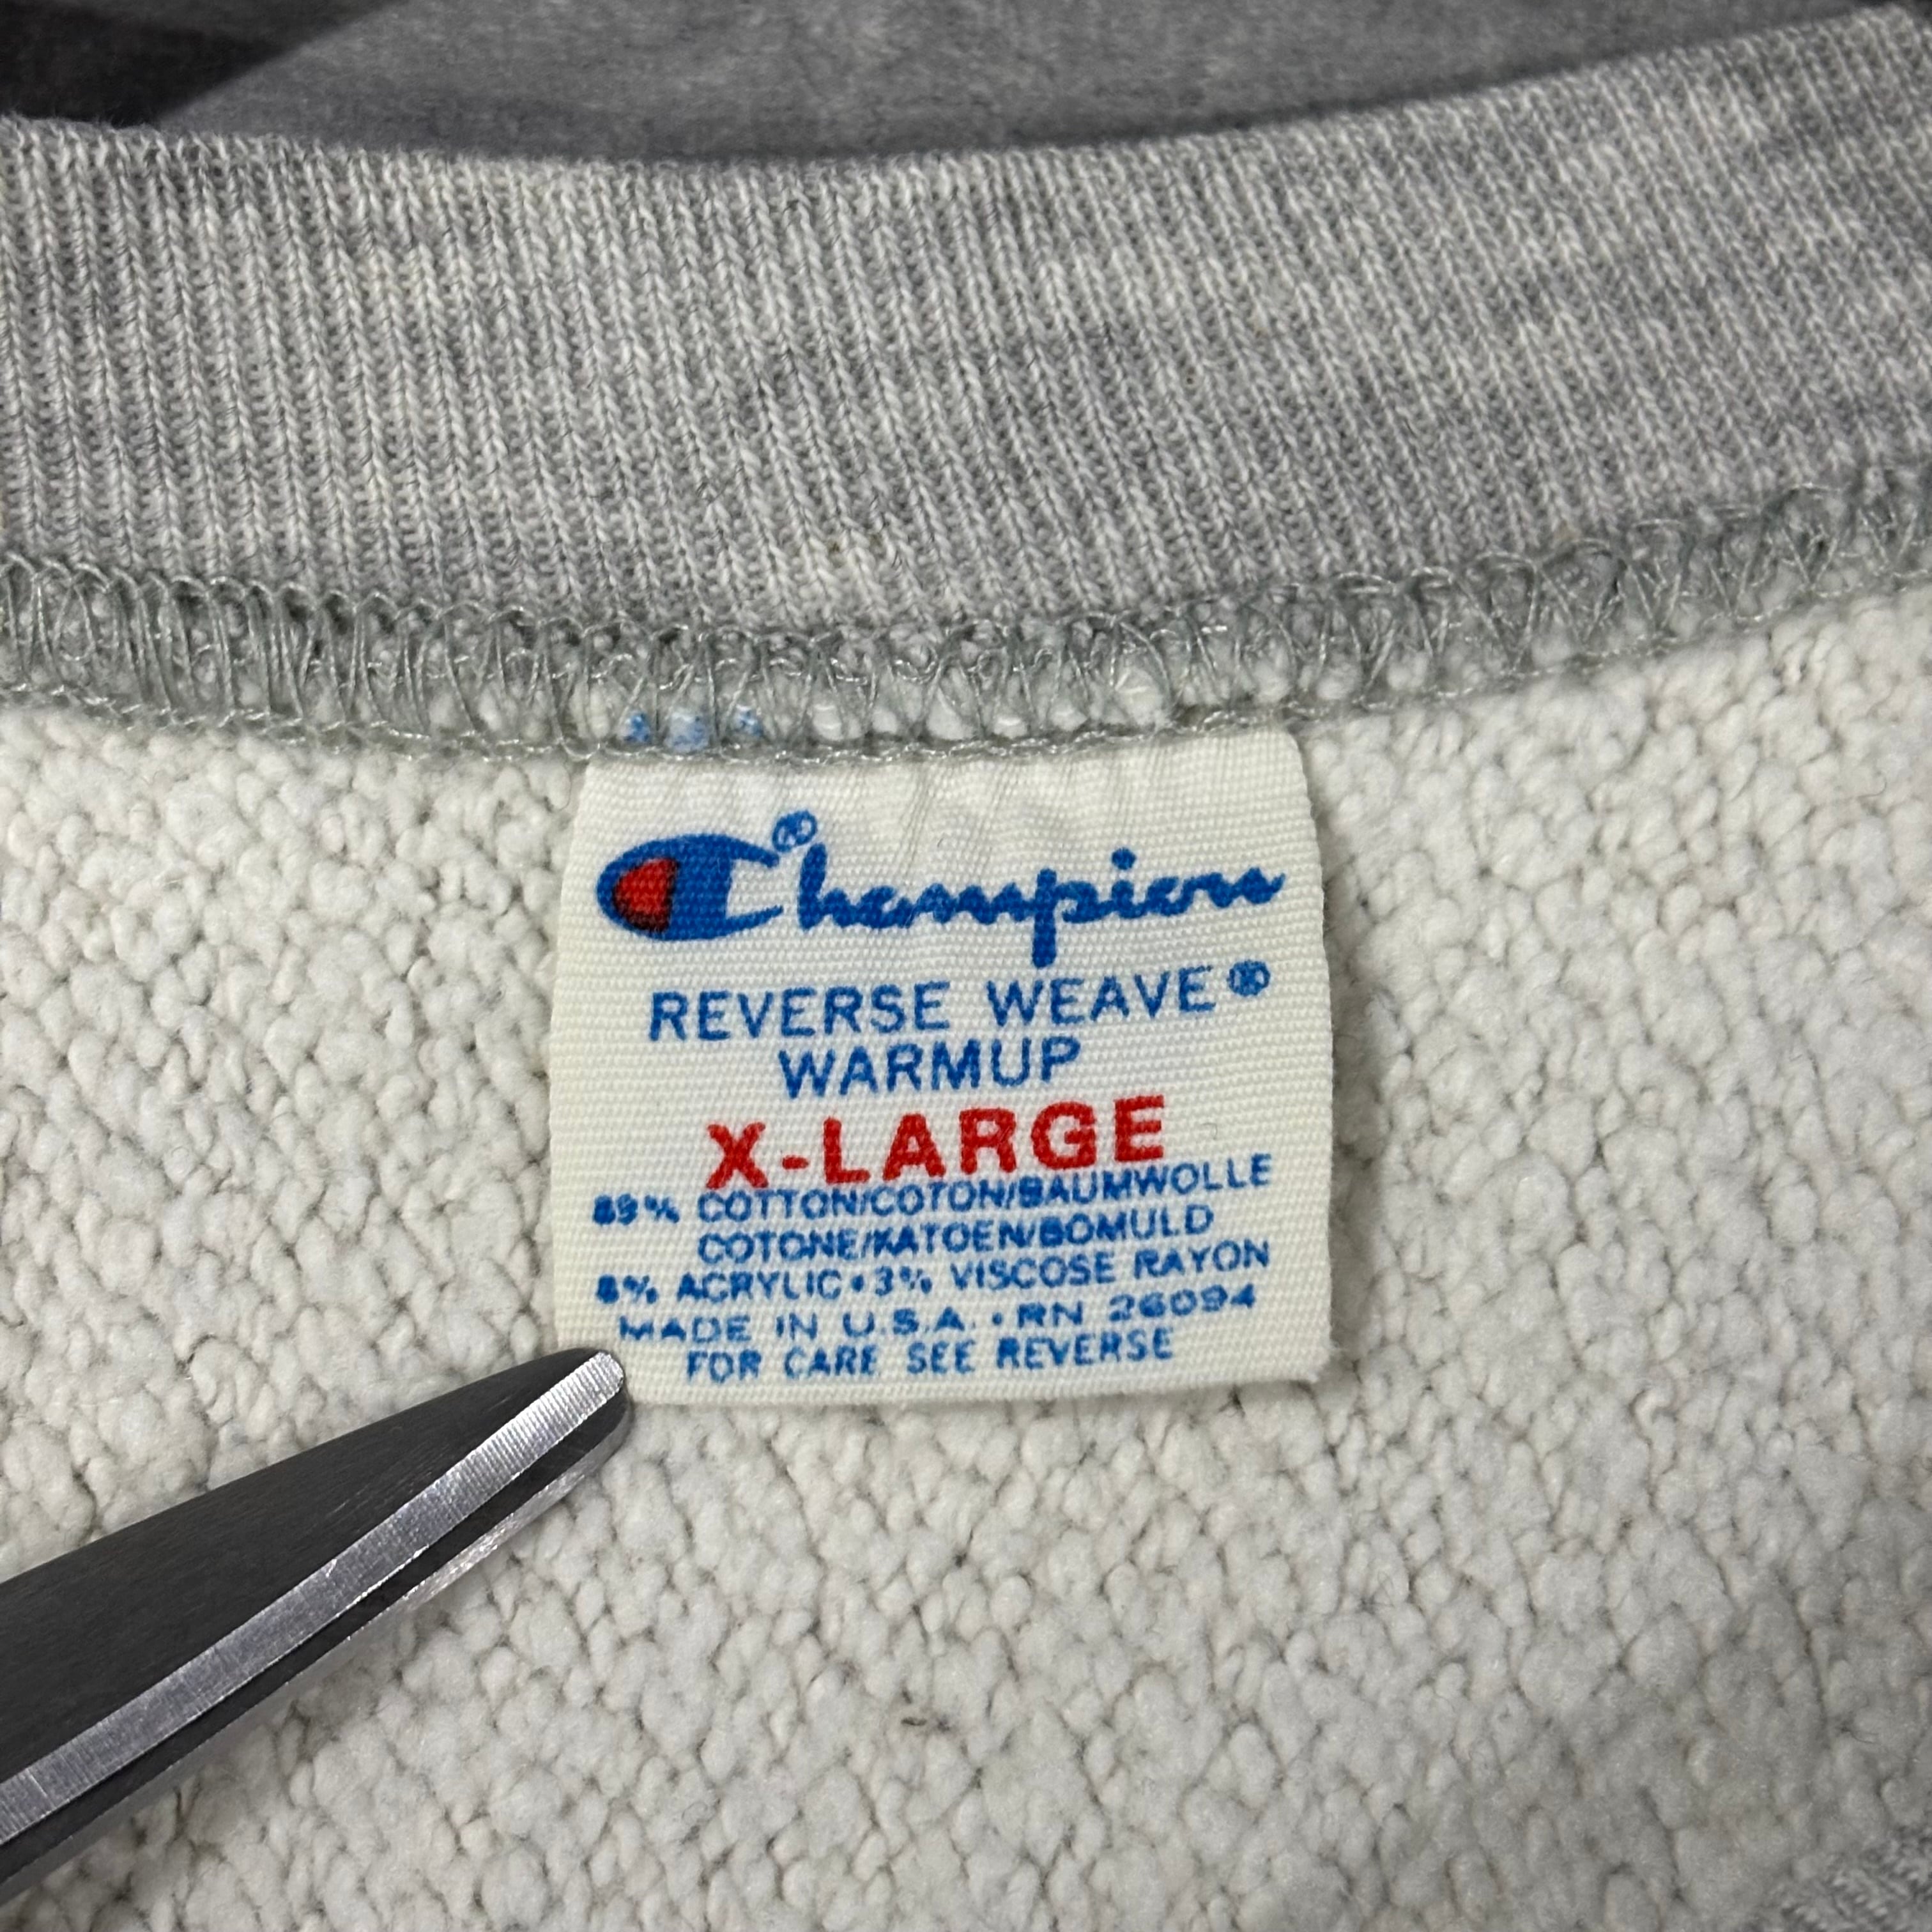 Champion®
REVERSE WEAVE®
WARMUP
X-LARGE
89% COTTON/COTON/BAUMWOLLE
COTONE/KATOEN/BOMULD
8% ACRYLIC•3% VISCOSE RAYON
MADE IN U.S.A. • RN 26094
FOR CARE SEE REVERSE